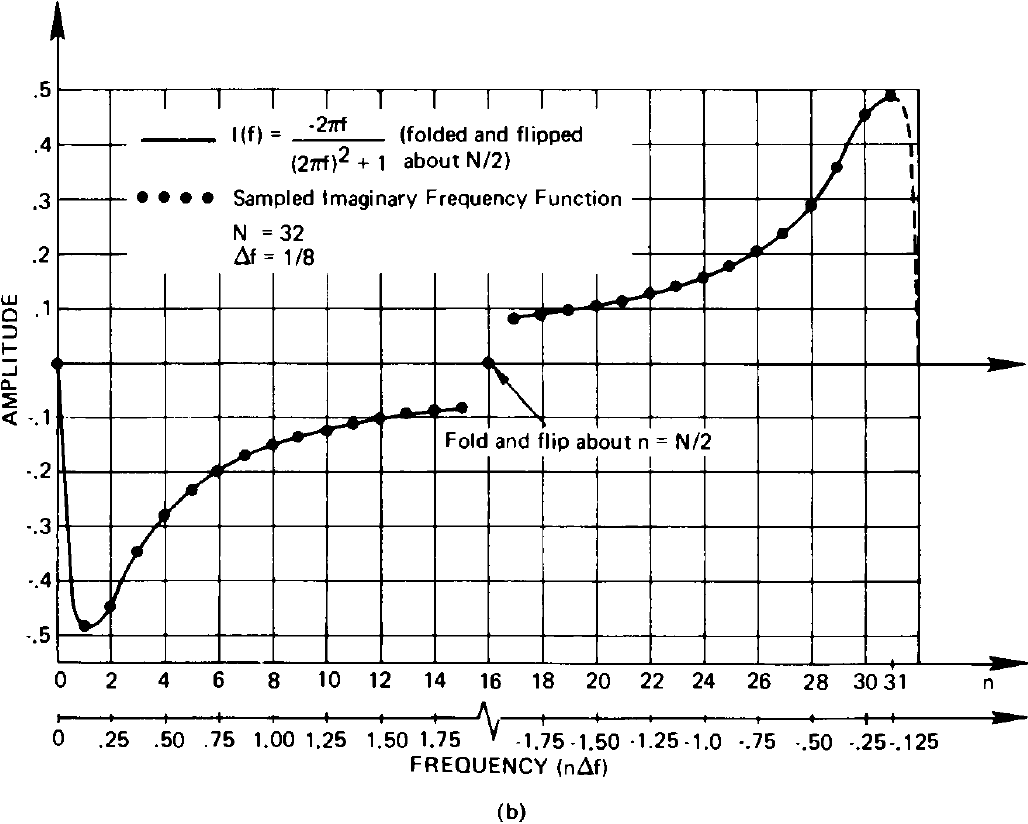 .5
.4
.3
.2
.1
-.1
-.2
-.3
-.4
-.5
AMPLITUDE
I(f) = -2πf / (2πf)² + 1 (folded and flipped about N/2)
Sampled Imaginary Frequency Function
N = 32
Δf = 1/8
Fold and flip about n = N/2
0 2 4 6 8 10 12 14 16 18 20 22 24 26 28 30 31 n
0 .25 .50 .75 1.00 1.25 1.50 1.75 -1.75 -1.50 -1.25 -1.0 -.75 -.50 -.25 -.125
FREQUENCY (nΔf)
(b)